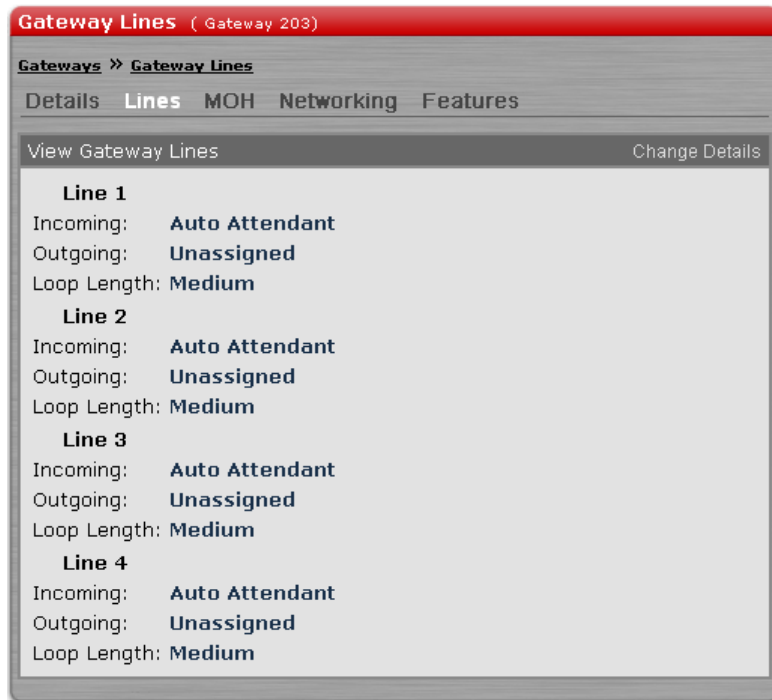 Gateway Lines ( Gateway 203)
Gateways » Gateway Lines
Details Lines MOH Networking Features
View Gateway Lines Change Details
Line 1
Incoming: Auto Attendant
Outgoing: Unassigned
Loop Length: Medium
Line 2
Incoming: Auto Attendant
Outgoing: Unassigned
Loop Length: Medium
Line 3
Incoming: Auto Attendant
Outgoing: Unassigned
Loop Length: Medium
Line 4
Incoming: Auto Attendant
Outgoing: Unassigned
Loop Length: Medium